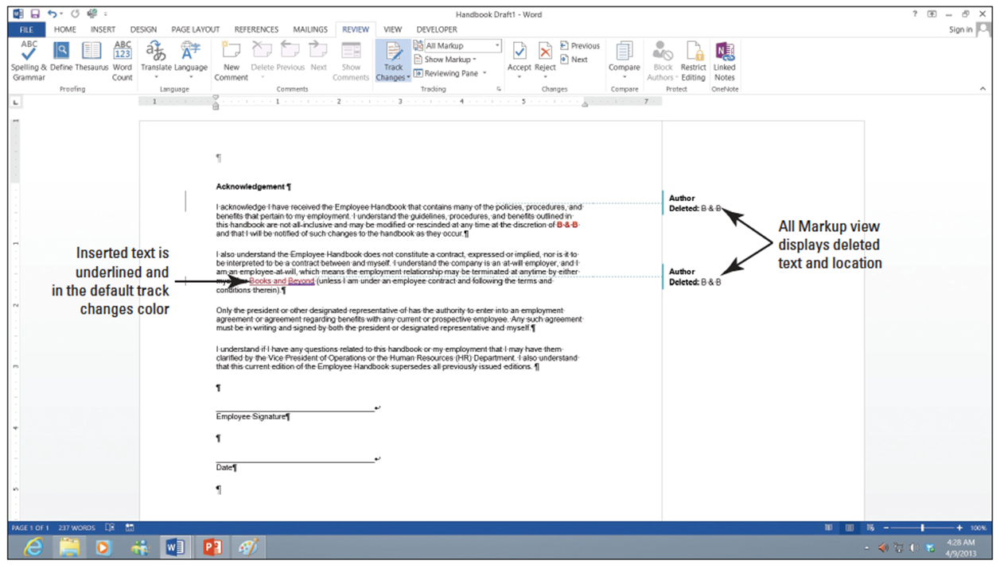 Handbook Draft1 - Word
?
Sign in
FILE HOME INSERT DESIGN PAGE LAYOUT REFERENCES MAILINGS REVIEW VIEW DEVELOPER
ABC
Spelling & Grammar
Define
Thesaurus
ABC 123
Word Count
Proofing
Translate
Language
Language
New Comment
Delete
Previous
Next
Show Comments
Comments
Track Changes
All Markup
Show Markup
Reviewing Pane
Tracking
Accept
Reject
Previous
Next
Changes
Compare
Compare
Block Authors
Restrict Editing
Protect
Linked Notes
OneNote
1 1 2 3 4 5 7
¶
Acknowledgement ¶
I acknowledge I have received the Employee Handbook that contains many of the policies, procedures, and
benefits that pertain to my employment. I understand the guidelines, procedures, and benefits outlined in
this handbook are not all-inclusive and may be modified or rescinded at any time at the discretion of B & B
and that I will be notified of such changes to the handbook as they occur.¶
I also understand the Employee Handbook does not constitute a contract, expressed or implied, nor is it to
be interpreted to be a contract between and myself. I understand the company is an at-will employer, and I
am an employee-at-will, which means the employment relationship may be terminated at anytime by either
Books and Beyond (unless I am under an employee contract and following the terms and
conditions therein).¶
Only the president or other designated representative of has the authority to enter into an employment
agreement or agreement regarding benefits with any current or prospective employee. Any such agreement
must be in writing and signed by both the president or designated representative and myself.¶
I understand if I have any questions related to this handbook or my employment that I may have them
clarified by the Vice President of Operations or the Human Resources (HR) Department. I also understand
that this current edition of the Employee Handbook supersedes all previously issued editions. ¶
¶
Employee Signature¶
¶
Date¶
¶
Author
Deleted: B & B
Author
Deleted: B & B
Inserted text is
underlined and
in the default track
changes color
All Markup view
displays deleted
text and location
1
1
2
3
4
5
PAGE 1 OF 1 237 WORDS
100%
4:28 AM
4/9/2013